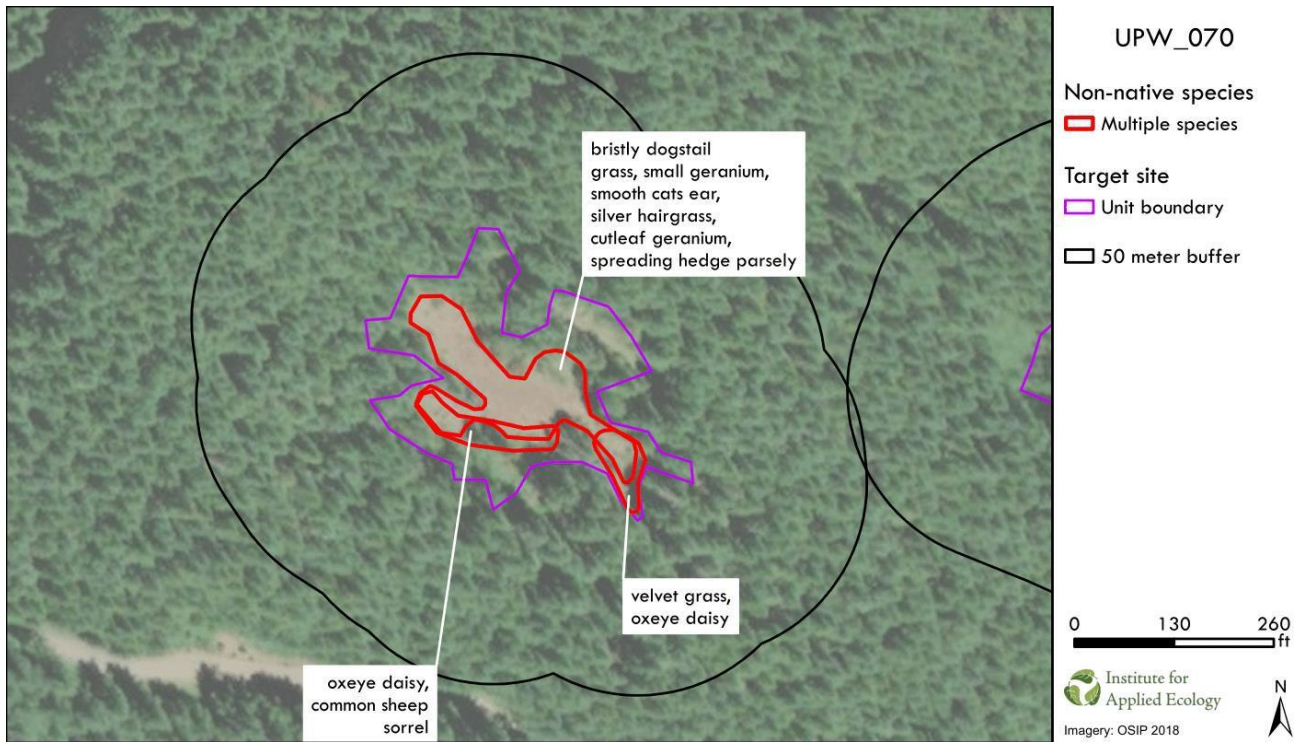 UPW_070
Non-native species
Multiple species
Target site
Unit boundary
50 meter buffer
bristly dogstail
grass, small geranium,
smooth cats ear,
silver hairgrass,
cutleaf geranium,
spreading hedge parsely
velvet grass,
oxeye daisy
oxeye daisy,
common sheep
sorrel
0 130 260
ft
Institute for
Applied Ecology
N
Imagery: OSIP 2018